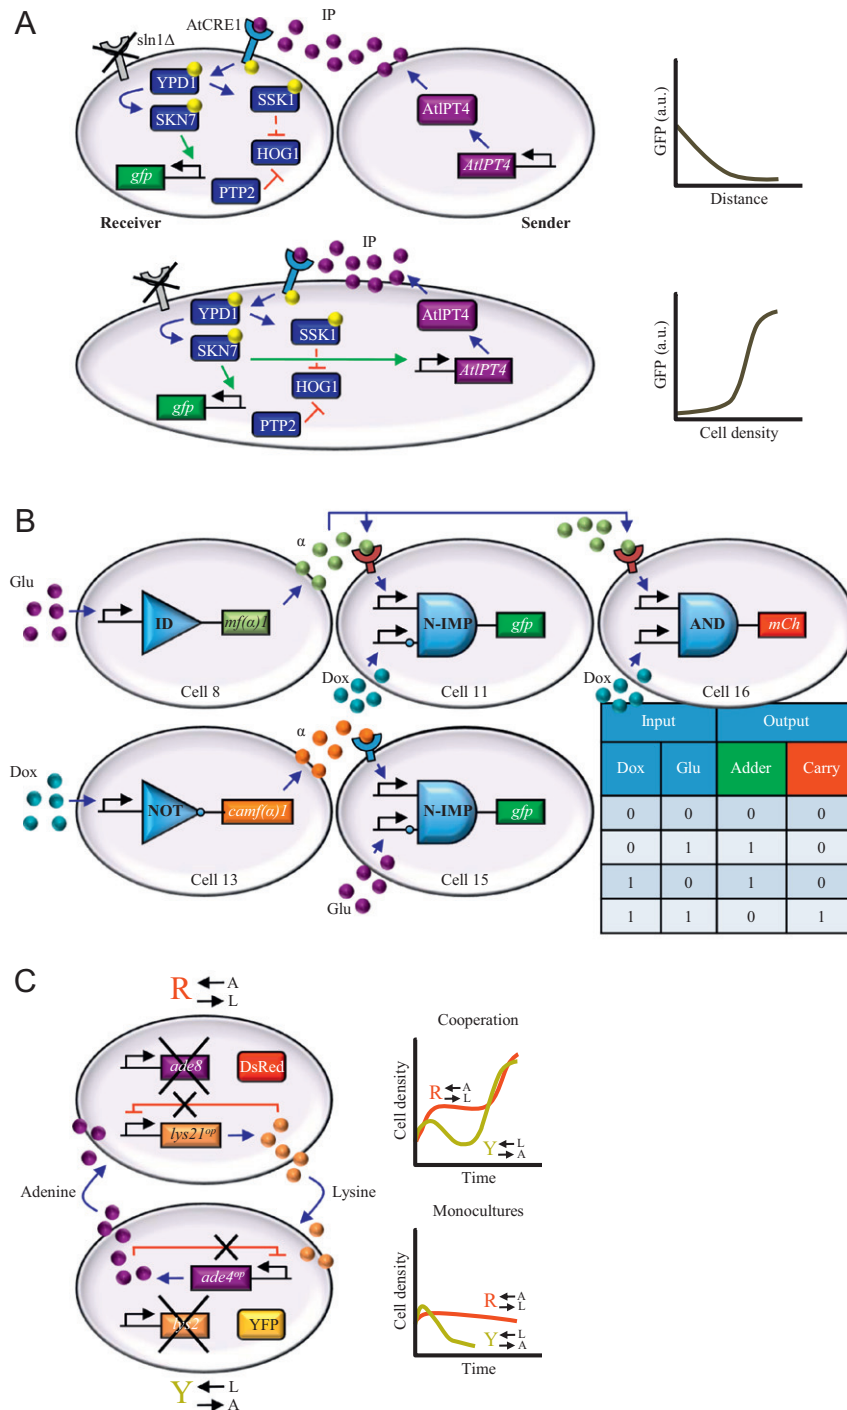 A
AtCRE1
IP
sln1Δ
YPD1
SSK1
SKN7
HOG1
gfp
PTP2
AtIPT4
AtIPT4
Receiver
Sender
GFP (a.u.)
Distance
IP
YPD1
SSK1
SKN7
HOG1
gfp
PTP2
AtIPT4
AtIPT4
GFP (a.u.)
Cell density
B
Glu
ID
mf(α)1
Cell 8
α
N-IMP
gfp
Dox
Cell 11
AND
mCh
Dox
Cell 16
Dox
NOT
camf(α)1
Cell 13
α
N-IMP
gfp
Glu
Cell 15
Input Output
Dox Glu Adder Carry
0 0 0 0
0 1 1 0
1 0 1 0
1 1 0 1
C
R A
L
ade8
DsRed
lys21op
Adenine
Lysine
ade4op
lys2
YFP
Y L
A
Cooperation
Cell density
R A
L
Y L
A
Time
Monocultures
Cell density
R A
L
Y L
A
Time